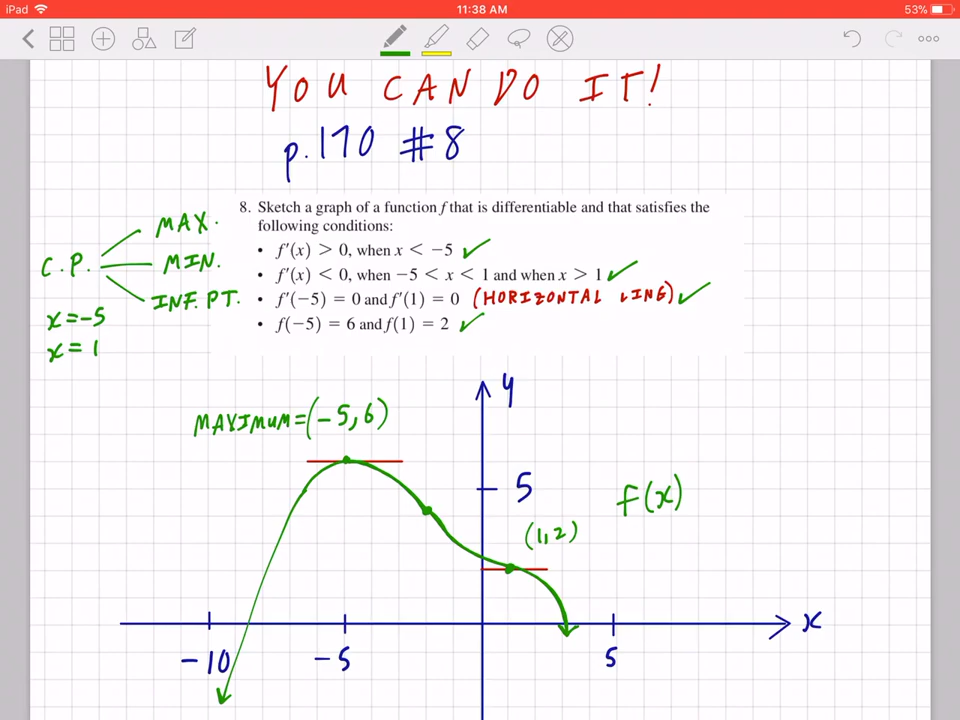 iPad 11:38 AM 53%
YOU CAN DO IT!
p.170 #8
8. Sketch a graph of a function f that is differentiable and that satisfies the
following conditions:
• f′(x) > 0, when x < −5 ✓
• f′(x) < 0, when −5 < x < 1 and when x > 1 ✓
• f′(−5) = 0 and f′(1) = 0 (HORIZONTAL LINE) ✓
• f(−5) = 6 and f(1) = 2 ✓
C.P.
MAX.
MIN.
INF. PT.
x=-5
x=1
y
MAXIMUM=(-5,6)
5
f(x)
(1,2)
x
-10
-5
5